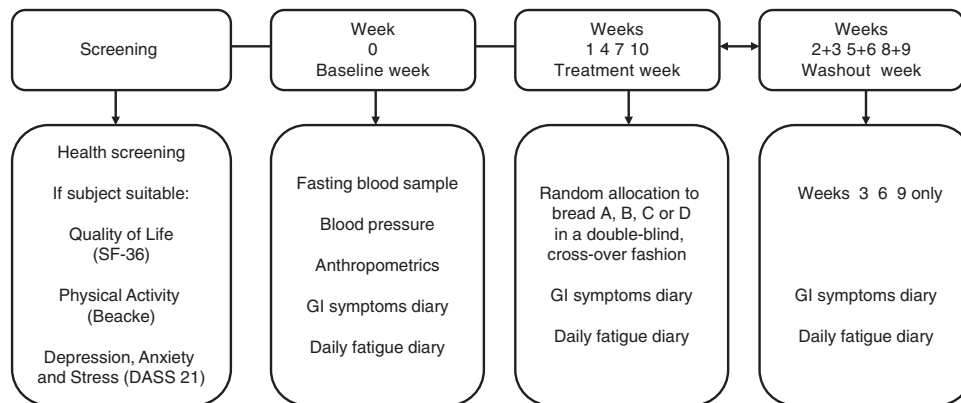 Screening
Week
0
Baseline week
Weeks
1 4 7 10
Treatment week
Weeks
2+3 5+6 8+9
Washout week
Health screening
If subject suitable:
Quality of Life
(SF-36)
Physical Activity
(Beacke)
Depression, Anxiety
and Stress (DASS 21)
Fasting blood sample
Blood pressure
Anthropometrics
GI symptoms diary
Daily fatigue diary
Random allocation to
bread A, B, C or D
in a double-blind,
cross-over fashion
GI symptoms diary
Daily fatigue diary
Weeks 3 6 9 only
GI symptoms diary
Daily fatigue diary